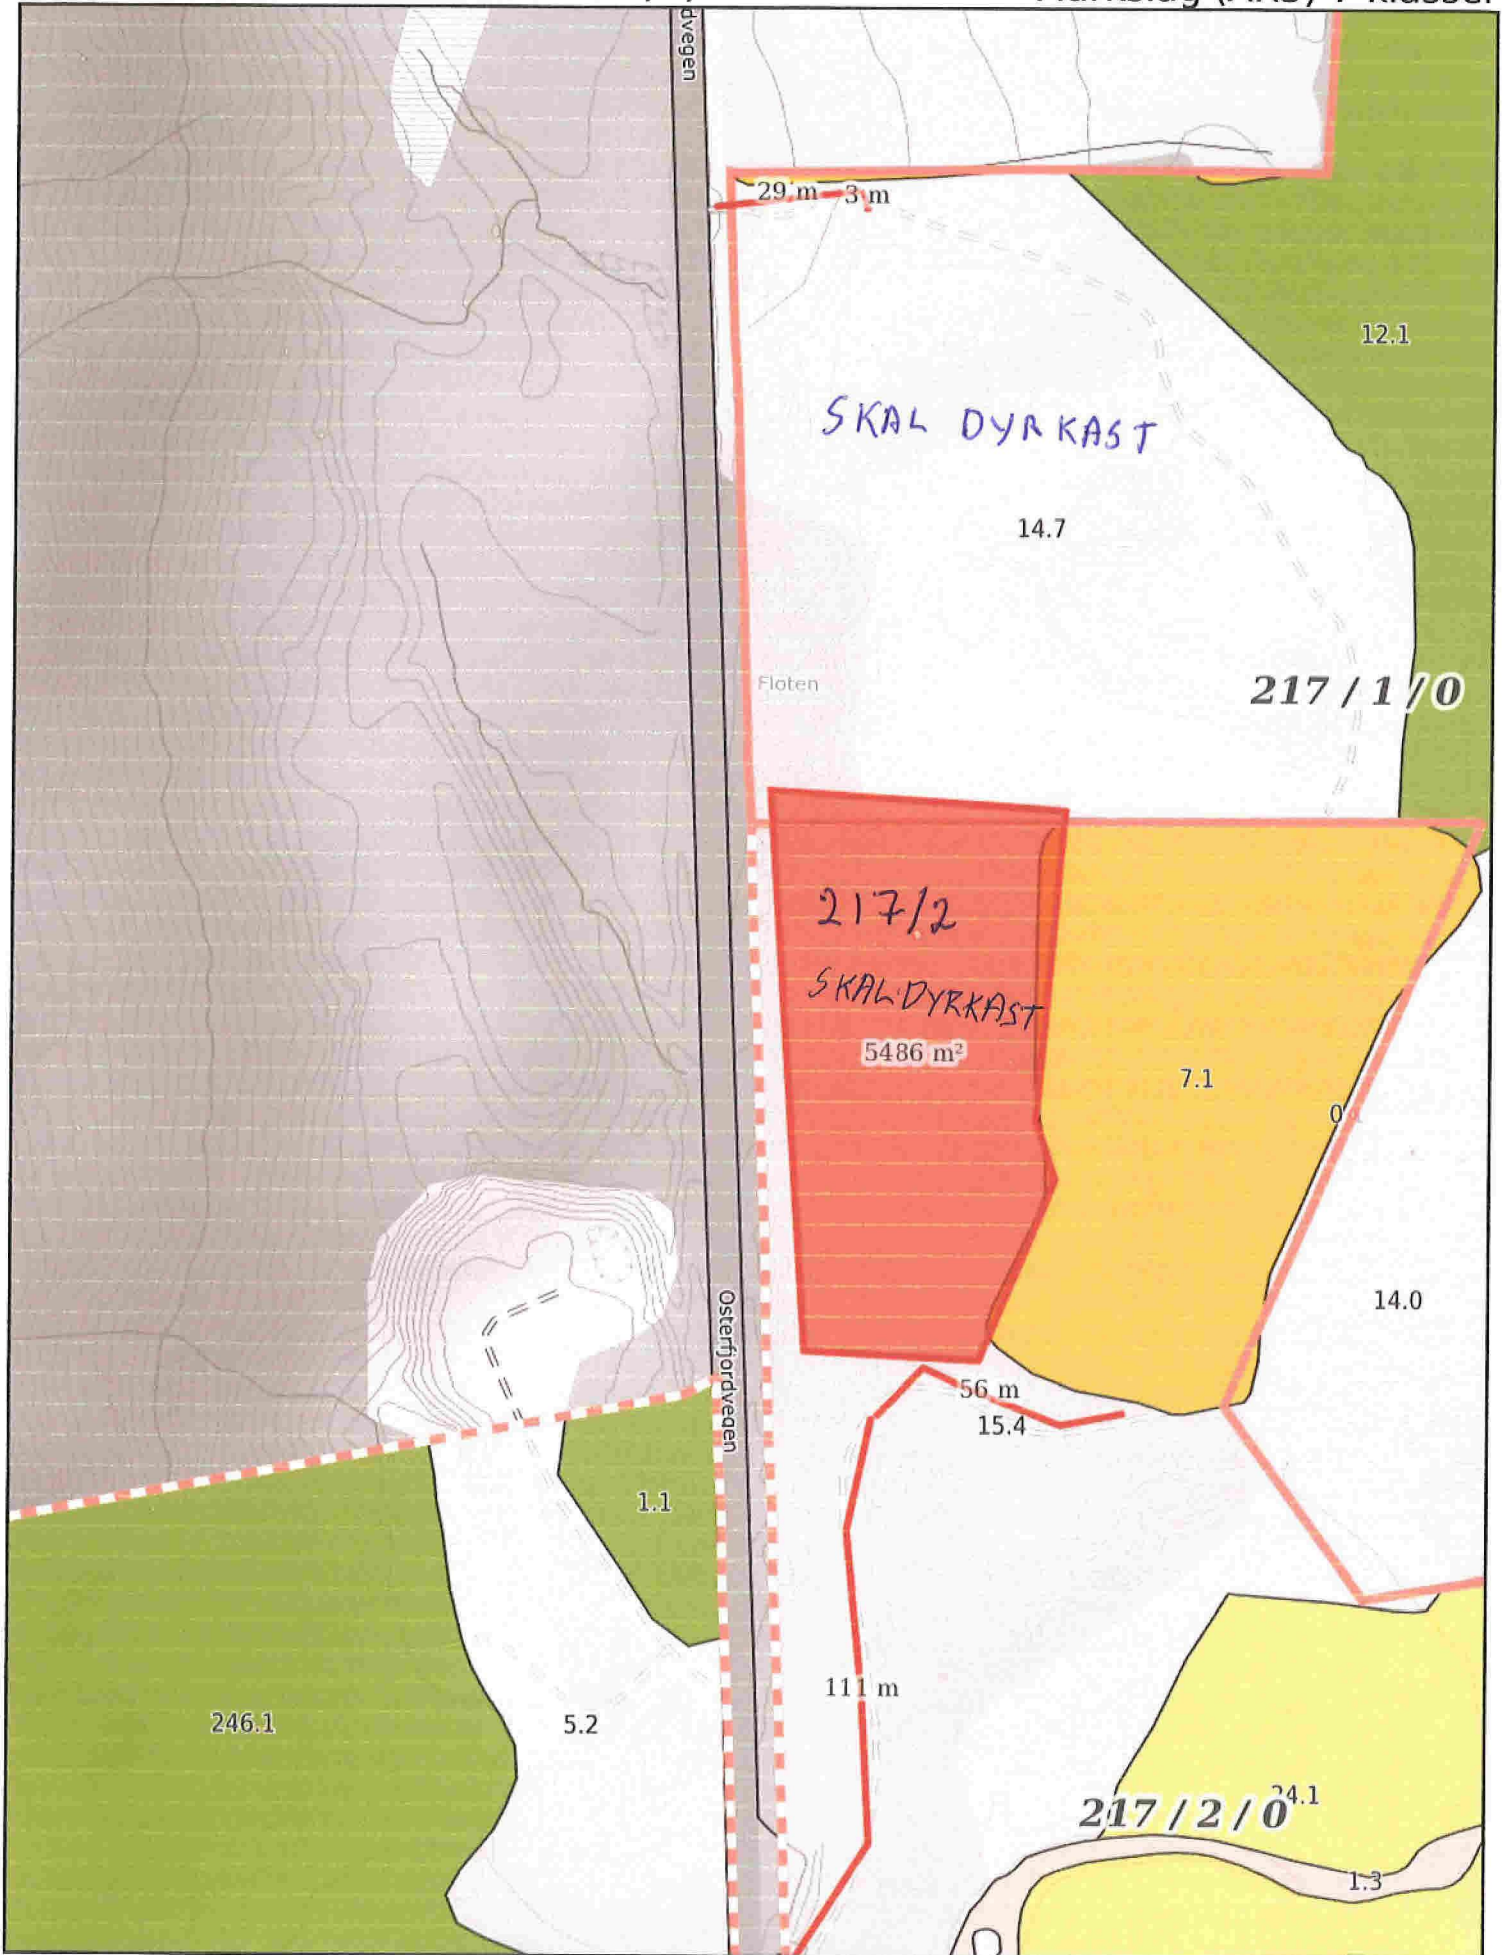 dvegen
29 m 3 m
12.1
SKAL DYRKAST
14.7
Floten
217 / 1 / 0
217/2
SKAL DYRKAST
5486 m²
7.1
14.0
Osterfjordvegen
56 m
15.4
1.1
111 m
246.1
5.2
24.1
217 / 2 / 0
1.3